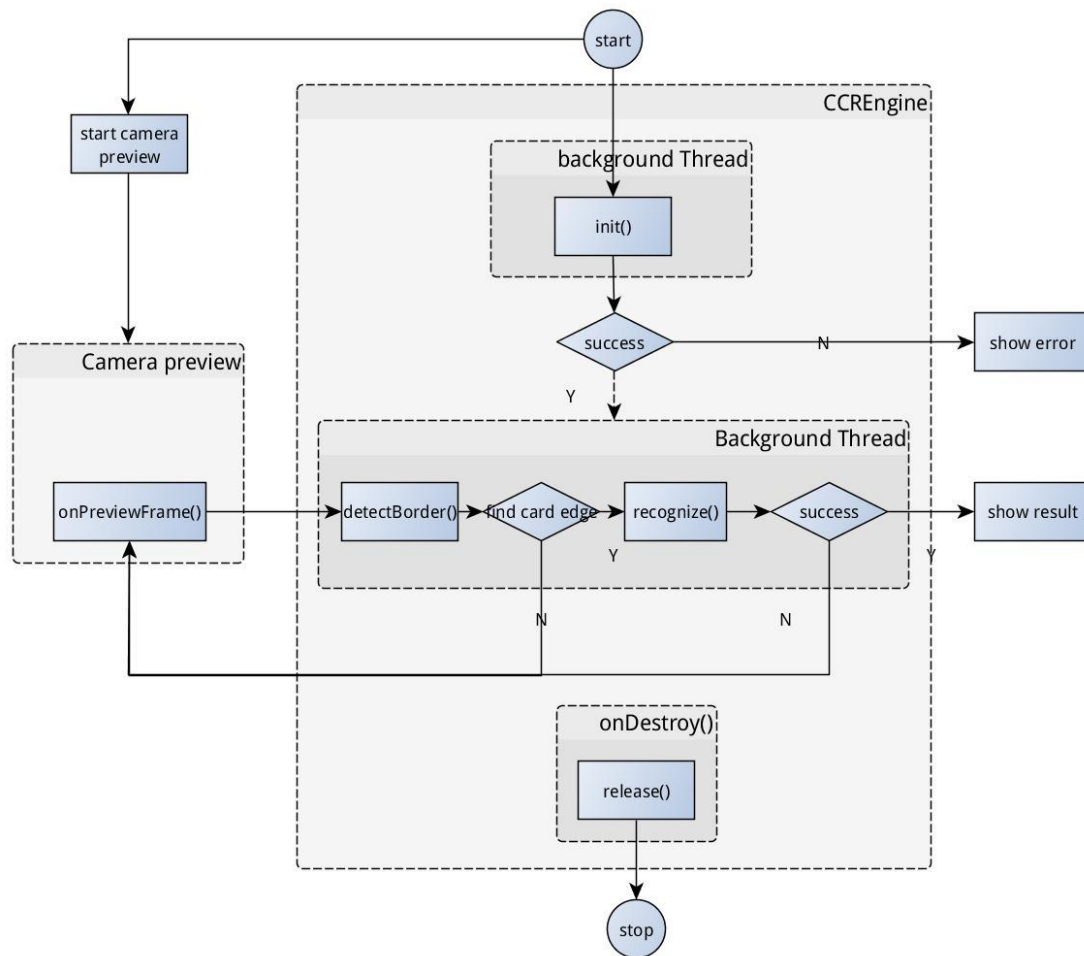 start
CCREngine
start camera
preview
background Thread
init()
success
N
show error
Camera preview
Y
Background Thread
onPreviewFrame()
detectBorder()
find card edge
recognize()
success
show result
Y
Y
N
N
onDestroy()
release()
stop